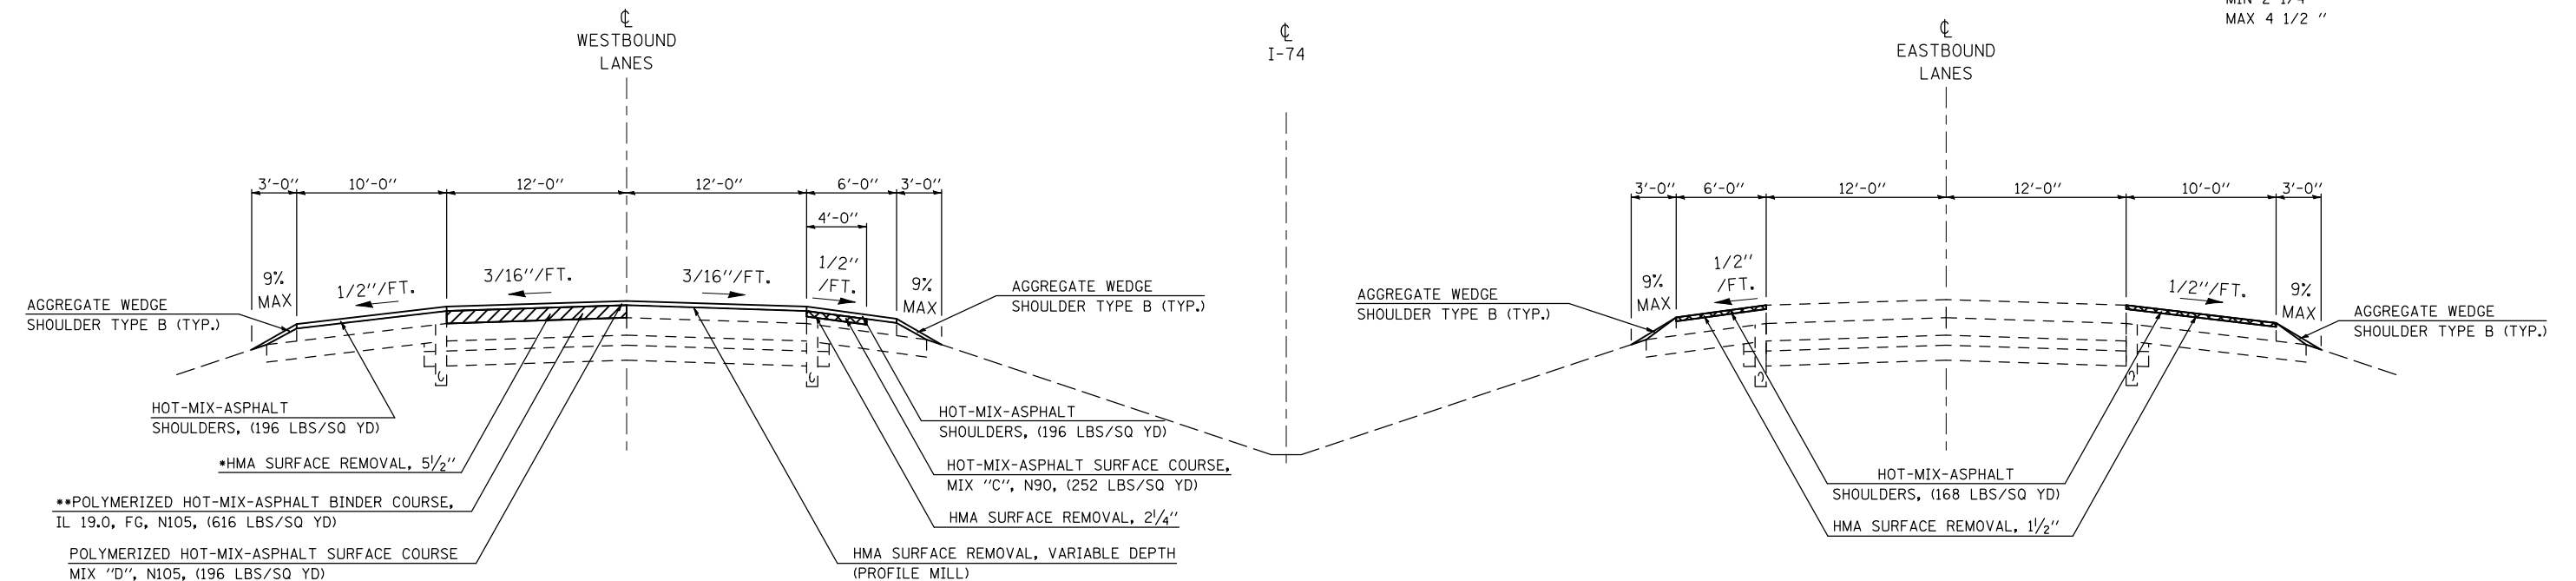 MAX 4 1/2 "
℄
WESTBOUND
LANES
℄
I-74
℄
EASTBOUND
LANES
3'-0"
10'-0"
12'-0"
12'-0"
6'-0"
3'-0"
4'-0"
9%
MAX
1/2"/FT.
3/16"/FT.
3/16"/FT.
1/2"
/FT.
9%
MAX
AGGREGATE WEDGE
SHOULDER TYPE B (TYP.)
AGGREGATE WEDGE
SHOULDER TYPE B (TYP.)
HOT-MIX-ASPHALT
SHOULDERS, (196 LBS/SQ YD)
*HMA SURFACE REMOVAL, 5 1/2"
**POLYMERIZED HOT-MIX-ASPHALT BINDER COURSE,
IL 19.0, FG, N105, (616 LBS/SQ YD)
POLYMERIZED HOT-MIX-ASPHALT SURFACE COURSE
MIX "D", N105, (196 LBS/SQ YD)
HOT-MIX-ASPHALT
SHOULDERS, (196 LBS/SQ YD)
HOT-MIX-ASPHALT SURFACE COURSE,
MIX "C", N90, (252 LBS/SQ YD)
HMA SURFACE REMOVAL, 2 1/4"
HMA SURFACE REMOVAL, VARIABLE DEPTH
(PROFILE MILL)
3'-0"
6'-0"
12'-0"
12'-0"
10'-0"
3'-0"
9%
MAX
1/2"
/FT.
1/2"/FT.
9%
MAX
AGGREGATE WEDGE
SHOULDER TYPE B (TYP.)
AGGREGATE WEDGE
SHOULDER TYPE B (TYP.)
HOT-MIX-ASPHALT
SHOULDERS, (168 LBS/SQ YD)
HMA SURFACE REMOVAL, 1 1/2"